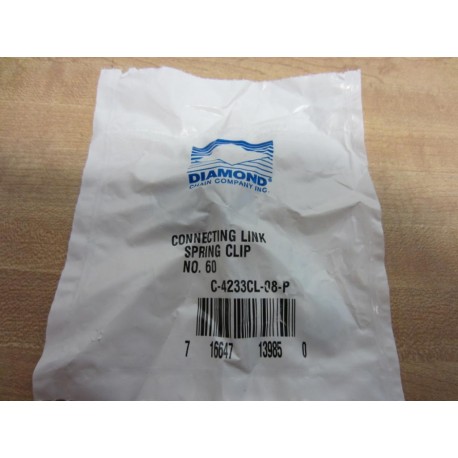 DIAMOND
CHAIN COMPANY INC.
CONNECTING LINK
SPRING CLIP
NO. 60
C-4233CL-08-P
7 16647 13985 0